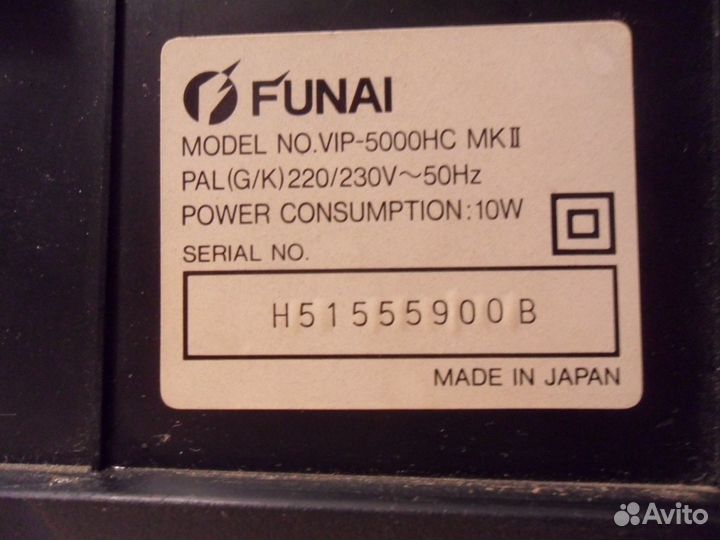 FUNAI
MODEL NO.VIP-5000HC MKⅡ
PAL(G/K) 220/230V~50Hz
POWER CONSUMPTION:10W
SERIAL NO.
H51555900B
MADE IN JAPAN
Avito